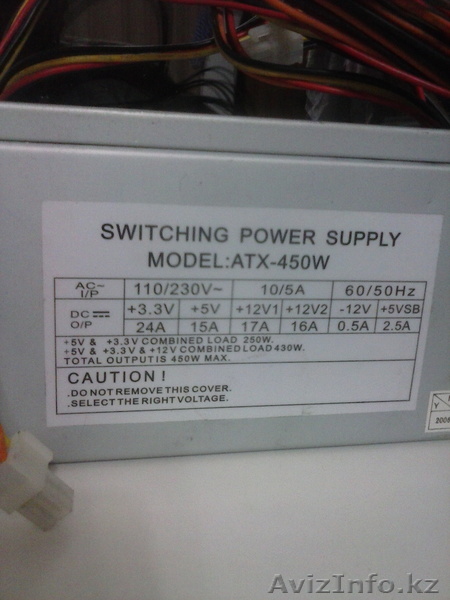 SWITCHING POWER SUPPLY
MODEL:ATX-450W
AC~ I/P 110/230V~ 10/5A 60/50Hz
DC O/P +3.3V +5V +12V1 +12V2 -12V +5VSB
24A 15A 17A 16A 0.5A 2.5A
+5V & +3.3V COMBINED LOAD 250W.
+5V & +3.3V & +12V COMBINED LOAD 430W.
TOTAL OUTPUT IS 450W MAX.
CAUTION !
.DO NOT REMOVE THIS COVER.
.SELECT THE RIGHT VOLTAGE.
Y
AvizInfo.kz